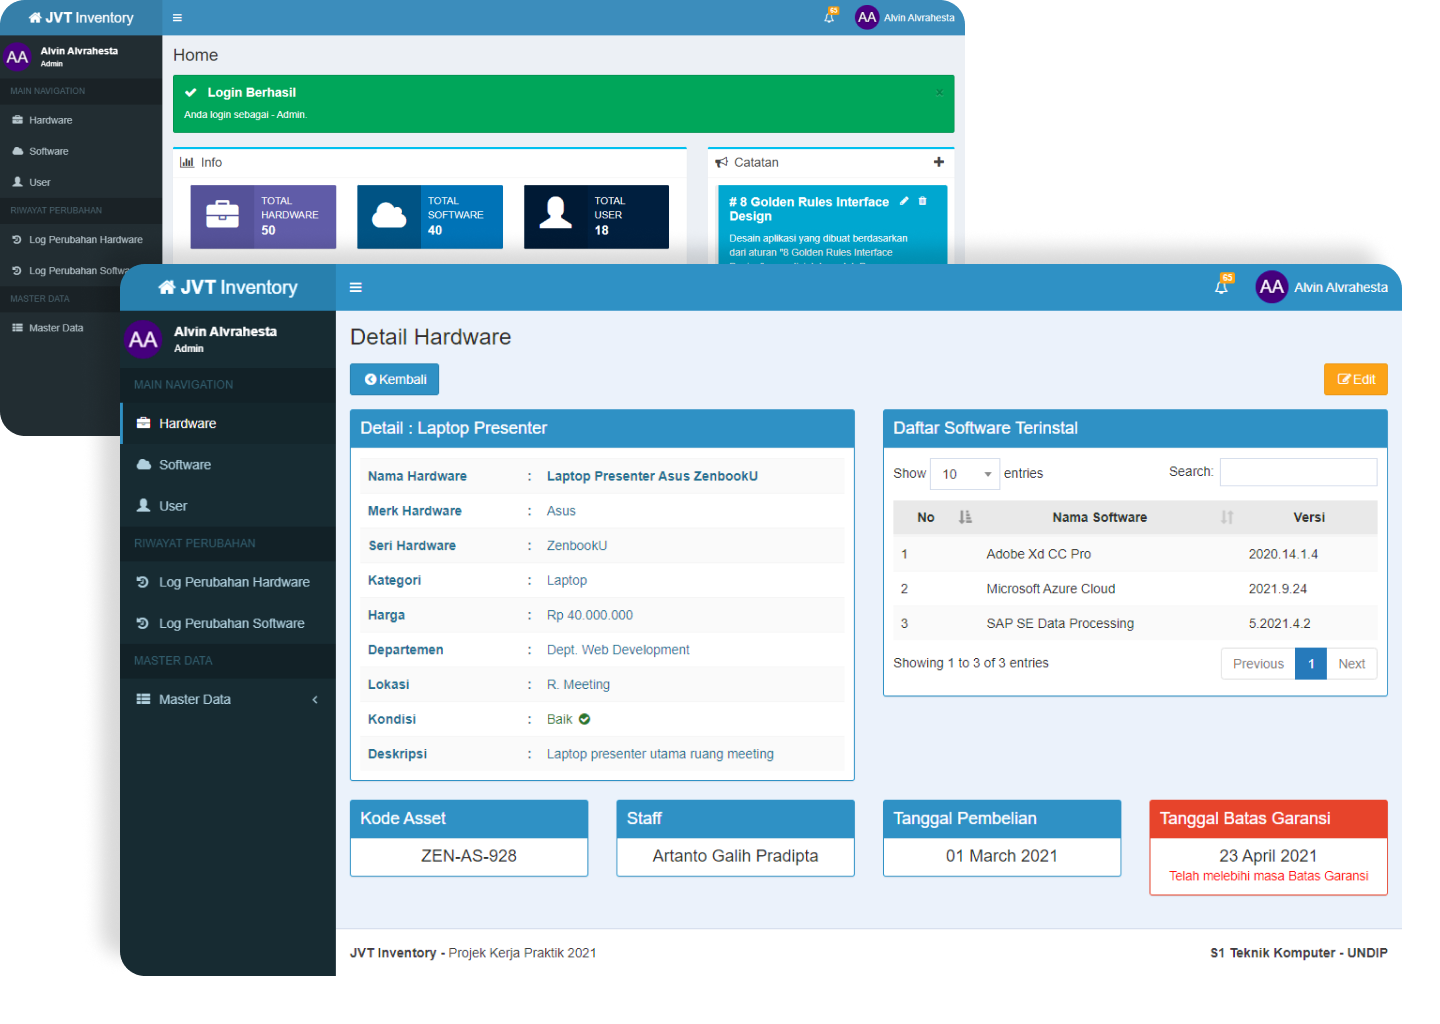 JVT Inventory
65
AA
Alvin Alvrahesta
AA
Alvin Alvrahesta
Admin
Home
MAIN NAVIGATION
Hardware
Software
User
RIWAYAT PERUBAHAN
Log Perubahan Hardware
Log Perubahan Softwa
MASTER DATA
Master Data
Login Berhasil
×
Anda login sebagai - Admin.
Info
TOTAL
HARDWARE
50
TOTAL
SOFTWARE
40
TOTAL
USER
18
Catatan
# 8 Golden Rules Interface
Design
Desain aplikasi yang dibuat berdasarkan
dari aturan "8 Golden Rules Interface
JVT Inventory
65
AA
Alvin Alvrahesta
AA
Alvin Alvrahesta
Admin
MAIN NAVIGATION
Hardware
Software
User
RIWAYAT PERUBAHAN
Log Perubahan Hardware
Log Perubahan Software
MASTER DATA
Master Data
Detail Hardware
Kembali
Edit
Detail : Laptop Presenter
Nama Hardware : Laptop Presenter Asus ZenbookU
Merk Hardware : Asus
Seri Hardware : ZenbookU
Kategori : Laptop
Harga : Rp 40.000.000
Departemen : Dept. Web Development
Lokasi : R. Meeting
Kondisi : Baik
Deskripsi : Laptop presenter utama ruang meeting
Daftar Software Terinstal
Show 10 entries
Search:
No Nama Software Versi
1 Adobe Xd CC Pro 2020.14.1.4
2 Microsoft Azure Cloud 2021.9.24
3 SAP SE Data Processing 5.2021.4.2
Showing 1 to 3 of 3 entries
Previous 1 Next
Kode Asset
ZEN-AS-928
Staff
Artanto Galih Pradipta
Tanggal Pembelian
01 March 2021
Tanggal Batas Garansi
23 April 2021
Telah melebihi masa Batas Garansi
JVT Inventory - Projek Kerja Praktik 2021
S1 Teknik Komputer - UNDIP